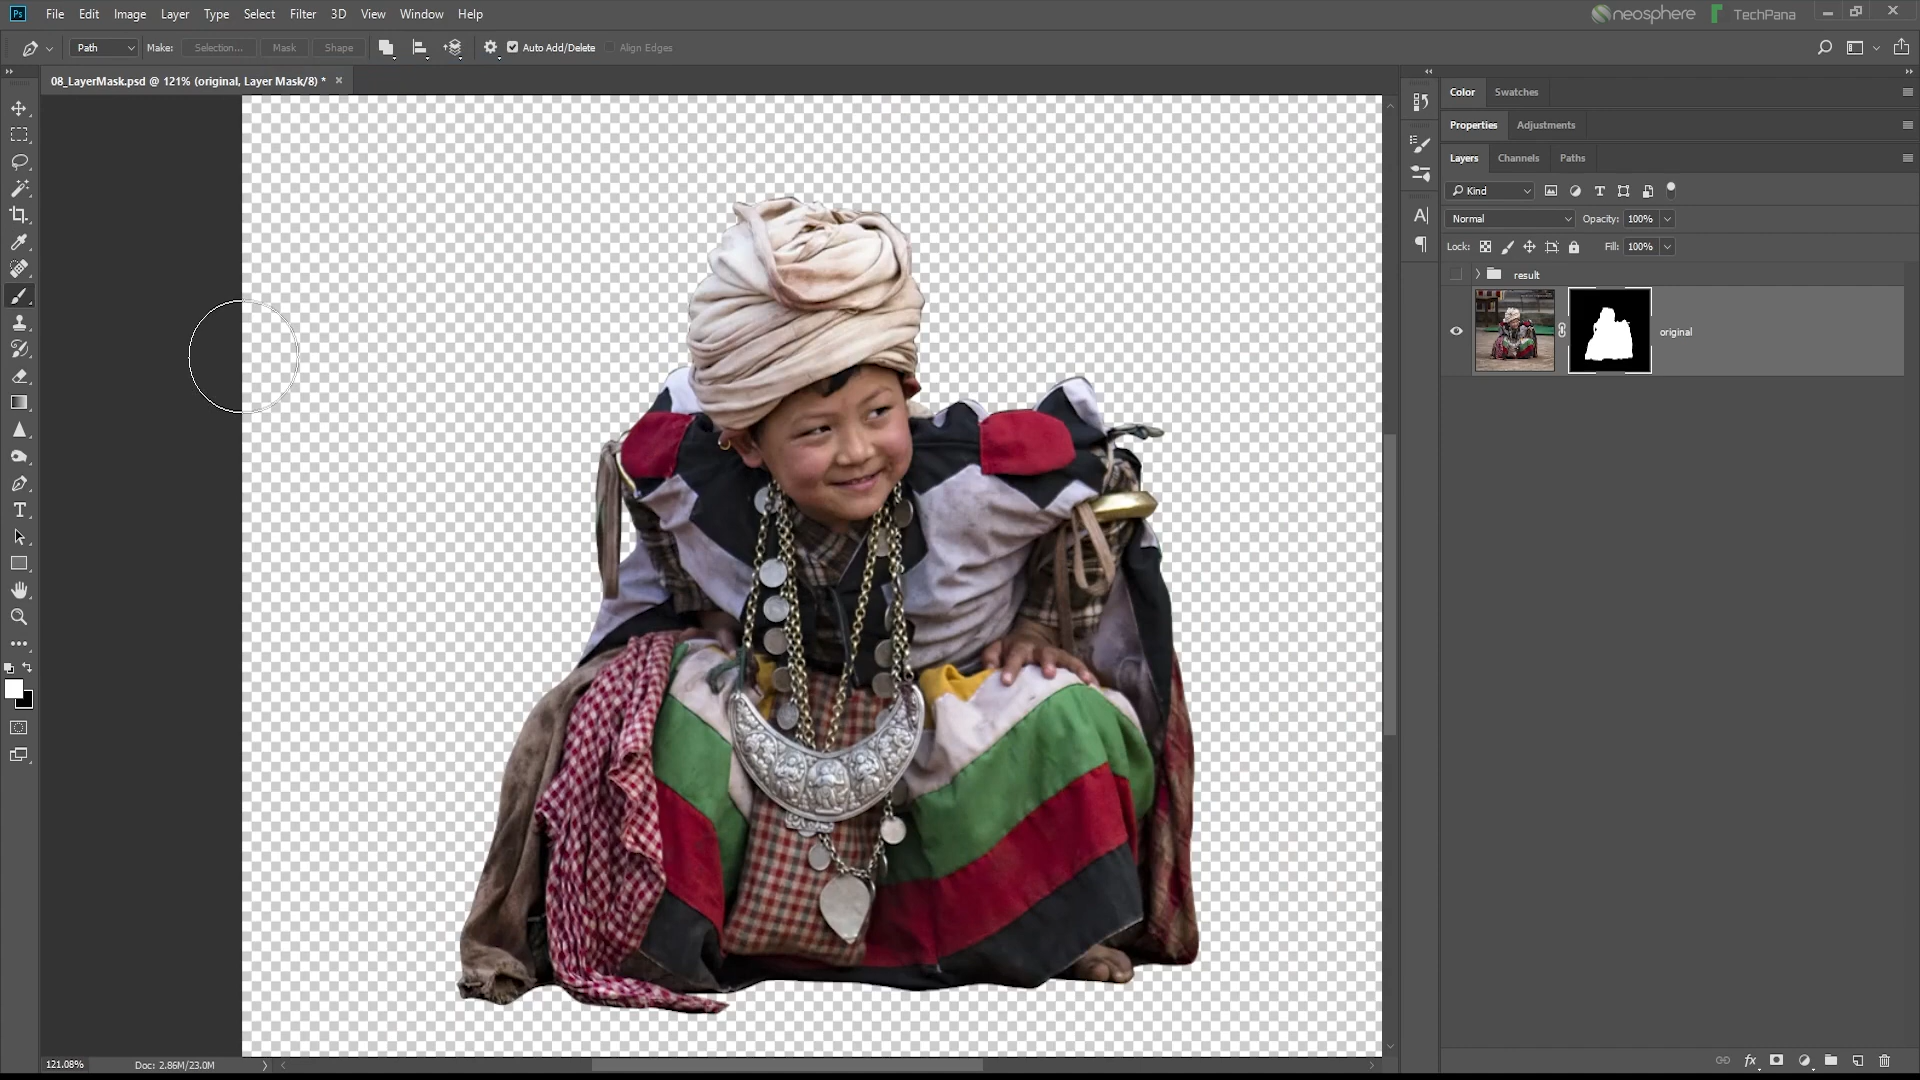 Ps File Edit Image Layer Type Select Filter 3D View Window Help
neosphere TechPana
Path Make: Selection... Mask Shape Auto Add/Delete Align Edges
08_LayerMask.psd @ 121% (original, Layer Mask/8) *
Color Swatches
Properties Adjustments
Layers Channels Paths
Kind
Normal Opacity: 100%
Lock: Fill: 100%
result
original
121.08% Doc: 2.86M/23.0M
fx